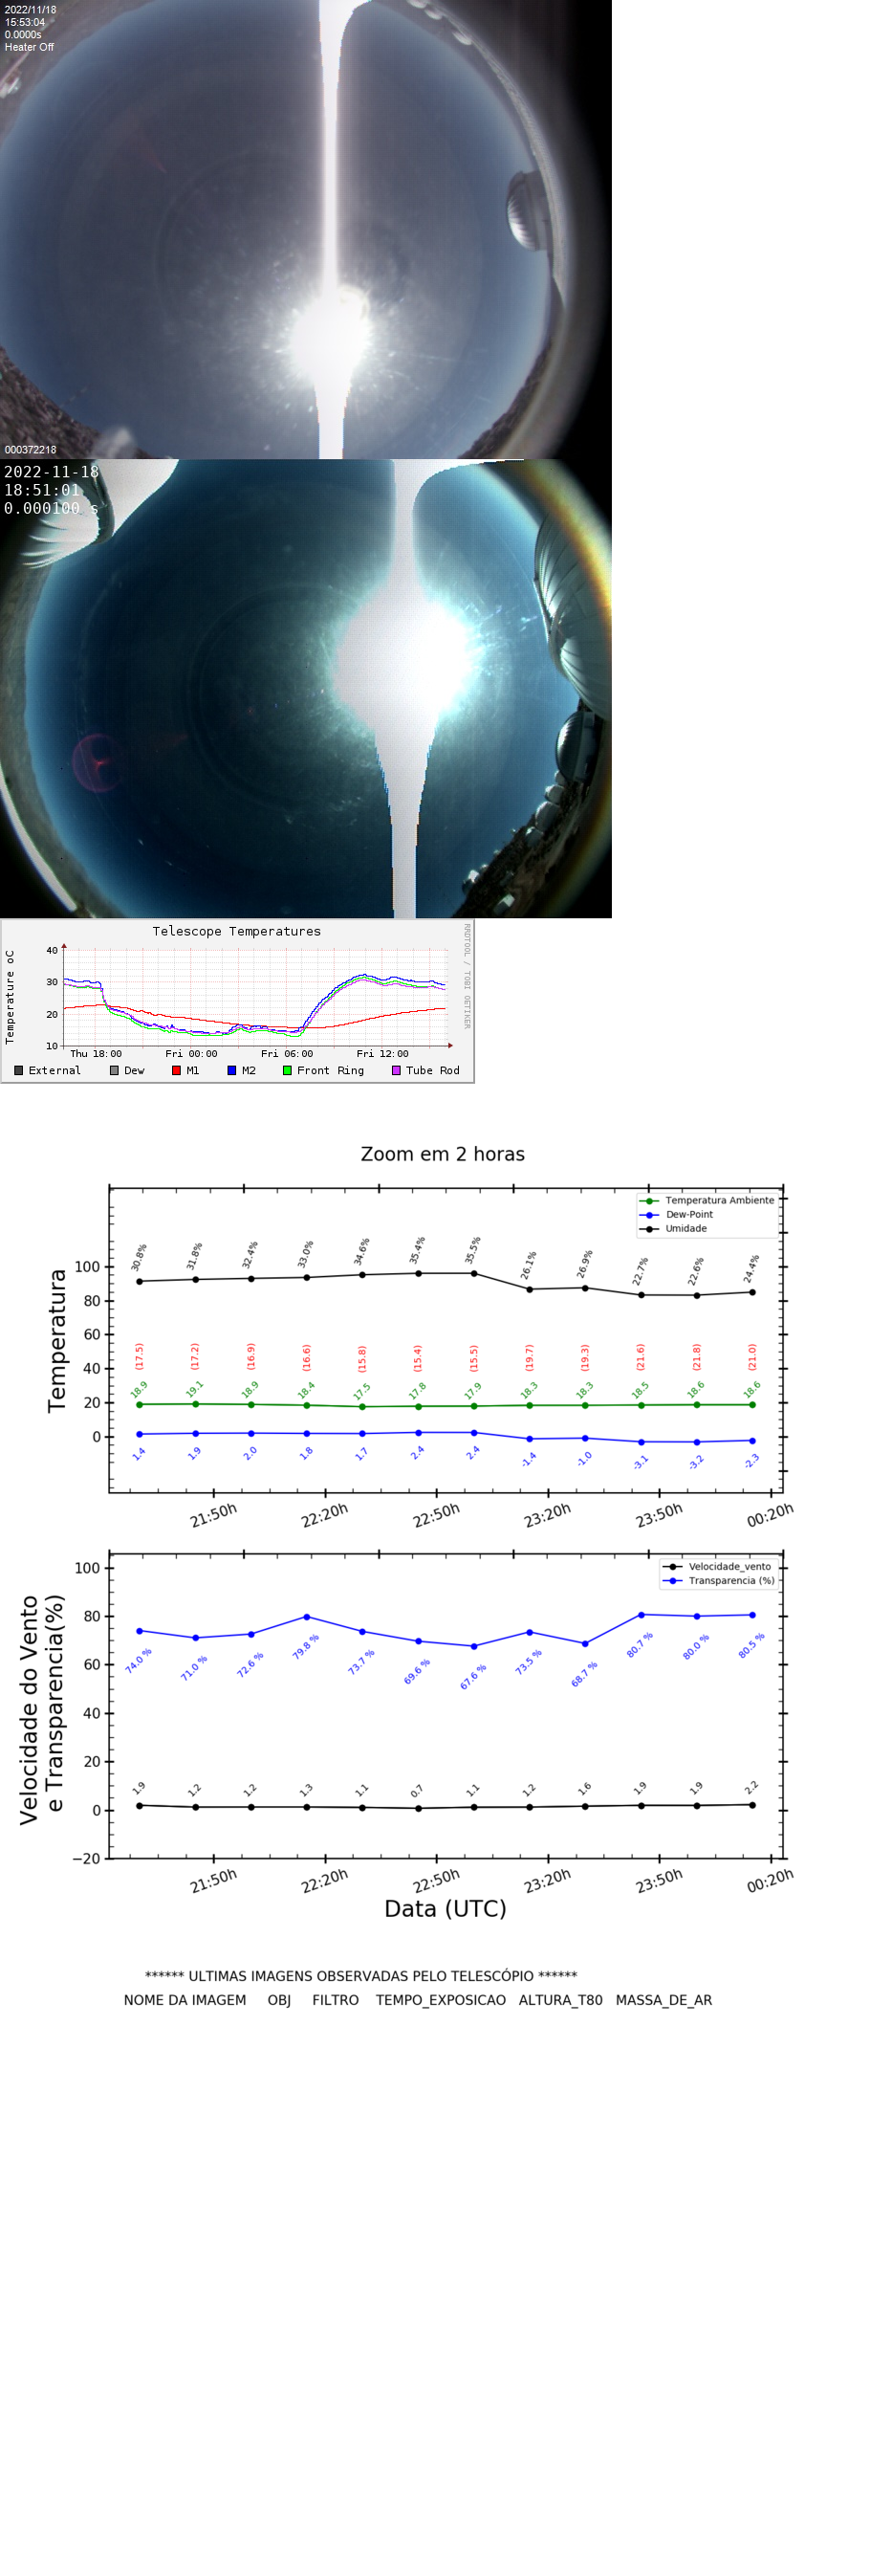 2022/11/18
15:53:04
0.0000s
Heater Off
000372218
2022-11-18
18:51:01
0.000100 s
Telescope Temperatures
RRDTOOL / TOBI OETIKER
Temperature oC
40
30
20
10
Thu 18:00 Fri 00:00 Fri 06:00 Fri 12:00
External Dew M1 M2 Front Ring Tube Rod
Zoom em 2 horas
Temperatura Ambiente
Dew-Point
Umidade
Temperatura
100
80
60
40
20
0
30.8% 31.8% 32.4% 33.0% 34.6% 35.4% 35.5% 26.1% 26.9% 22.7% 22.6% 24.4%
(17.5) (17.2) (16.9) (16.6) (15.8) (15.4) (15.5) (19.7) (19.3) (21.6) (21.8) (21.0)
18.9 19.1 18.9 18.4 17.5 17.8 17.9 18.3 18.3 18.5 18.6 18.6
1.4 1.9 2.0 1.8 1.7 2.4 2.4 -1.4 -1.0 -3.1 -3.2 -2.3
21:50h 22:20h 22:50h 23:20h 23:50h 00:20h
Velocidade_vento
Transparencia (%)
Velocidade do Vento
e Transparencia(%)
100
80
60
40
20
0
−20
74.0 % 71.0 % 72.6 % 79.8 % 73.7 % 69.6 % 67.6 % 73.5 % 68.7 % 80.7 % 80.0 % 80.5 %
1.9 1.2 1.2 1.3 1.1 0.7 1.1 1.2 1.6 1.9 1.9 2.2
21:50h 22:20h 22:50h 23:20h 23:50h 00:20h
Data (UTC)
****** ULTIMAS IMAGENS OBSERVADAS PELO TELESCÓPIO ******
NOME DA IMAGEM OBJ FILTRO TEMPO_EXPOSICAO ALTURA_T80 MASSA_DE_AR